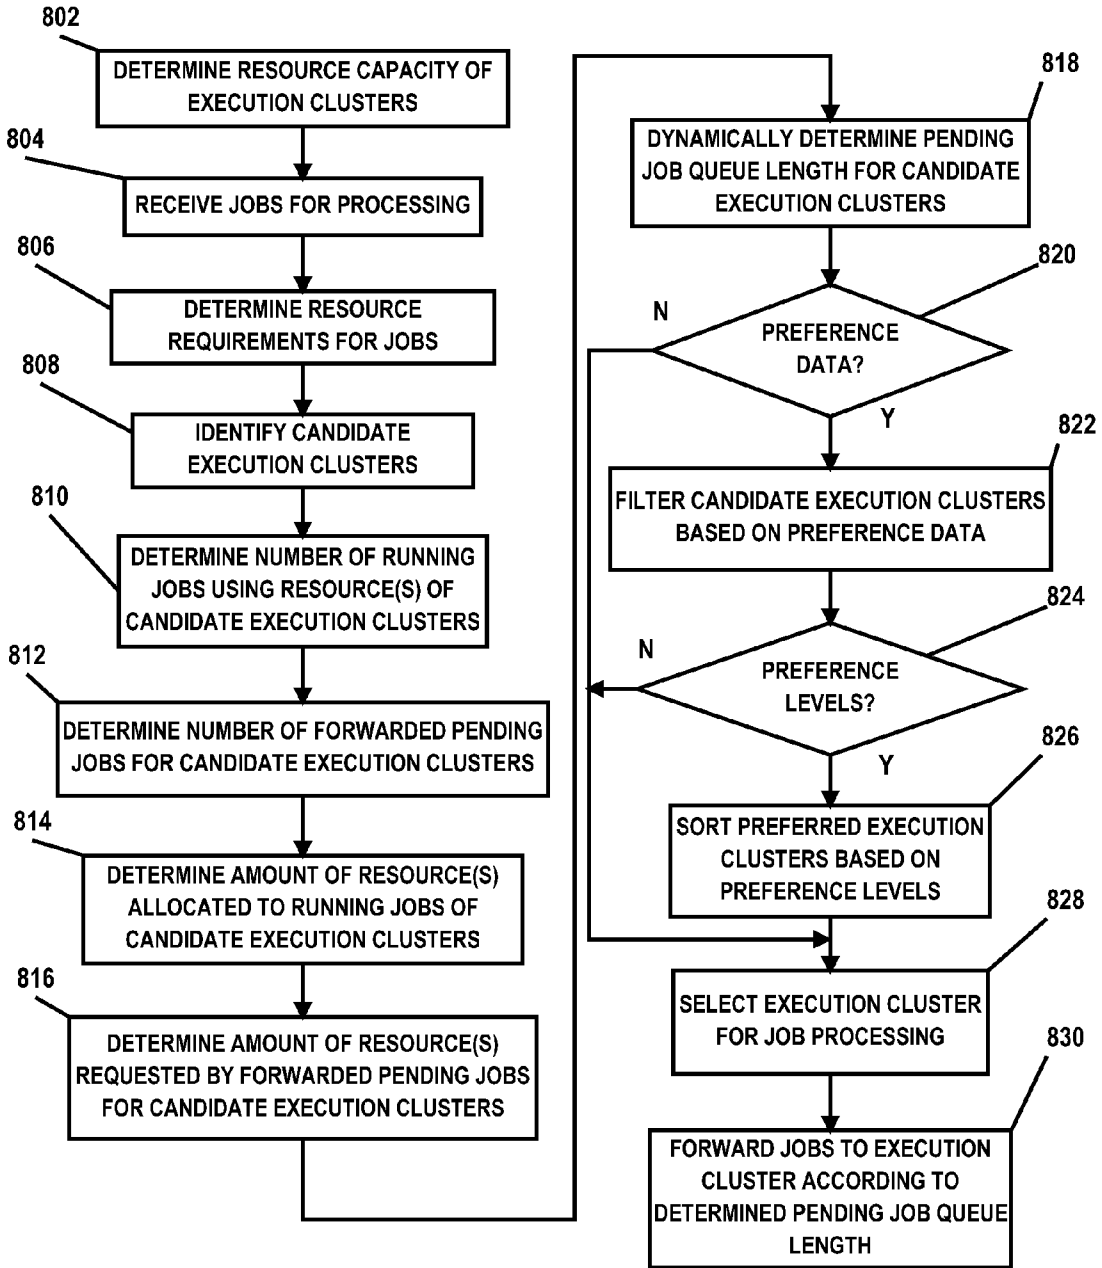 802
DETERMINE RESOURCE CAPACITY OF
EXECUTION CLUSTERS
804
RECEIVE JOBS FOR PROCESSING
806
DETERMINE RESOURCE
REQUIREMENTS FOR JOBS
808
IDENTIFY CANDIDATE
EXECUTION CLUSTERS
810
DETERMINE NUMBER OF RUNNING
JOBS USING RESOURCE(S) OF
CANDIDATE EXECUTION CLUSTERS
812
DETERMINE NUMBER OF FORWARDED PENDING
JOBS FOR CANDIDATE EXECUTION CLUSTERS
814
DETERMINE AMOUNT OF RESOURCE(S)
ALLOCATED TO RUNNING JOBS OF
CANDIDATE EXECUTION CLUSTERS
816
DETERMINE AMOUNT OF RESOURCE(S)
REQUESTED BY FORWARDED PENDING JOBS
FOR CANDIDATE EXECUTION CLUSTERS
818
DYNAMICALLY DETERMINE PENDING
JOB QUEUE LENGTH FOR CANDIDATE
EXECUTION CLUSTERS
820
N
PREFERENCE
DATA?
Y
822
FILTER CANDIDATE EXECUTION CLUSTERS
BASED ON PREFERENCE DATA
824
N
PREFERENCE
LEVELS?
Y
826
SORT PREFERRED EXECUTION
CLUSTERS BASED ON
PREFERENCE LEVELS
828
SELECT EXECUTION CLUSTER
FOR JOB PROCESSING
830
FORWARD JOBS TO EXECUTION
CLUSTER ACCORDING TO
DETERMINED PENDING JOB QUEUE
LENGTH